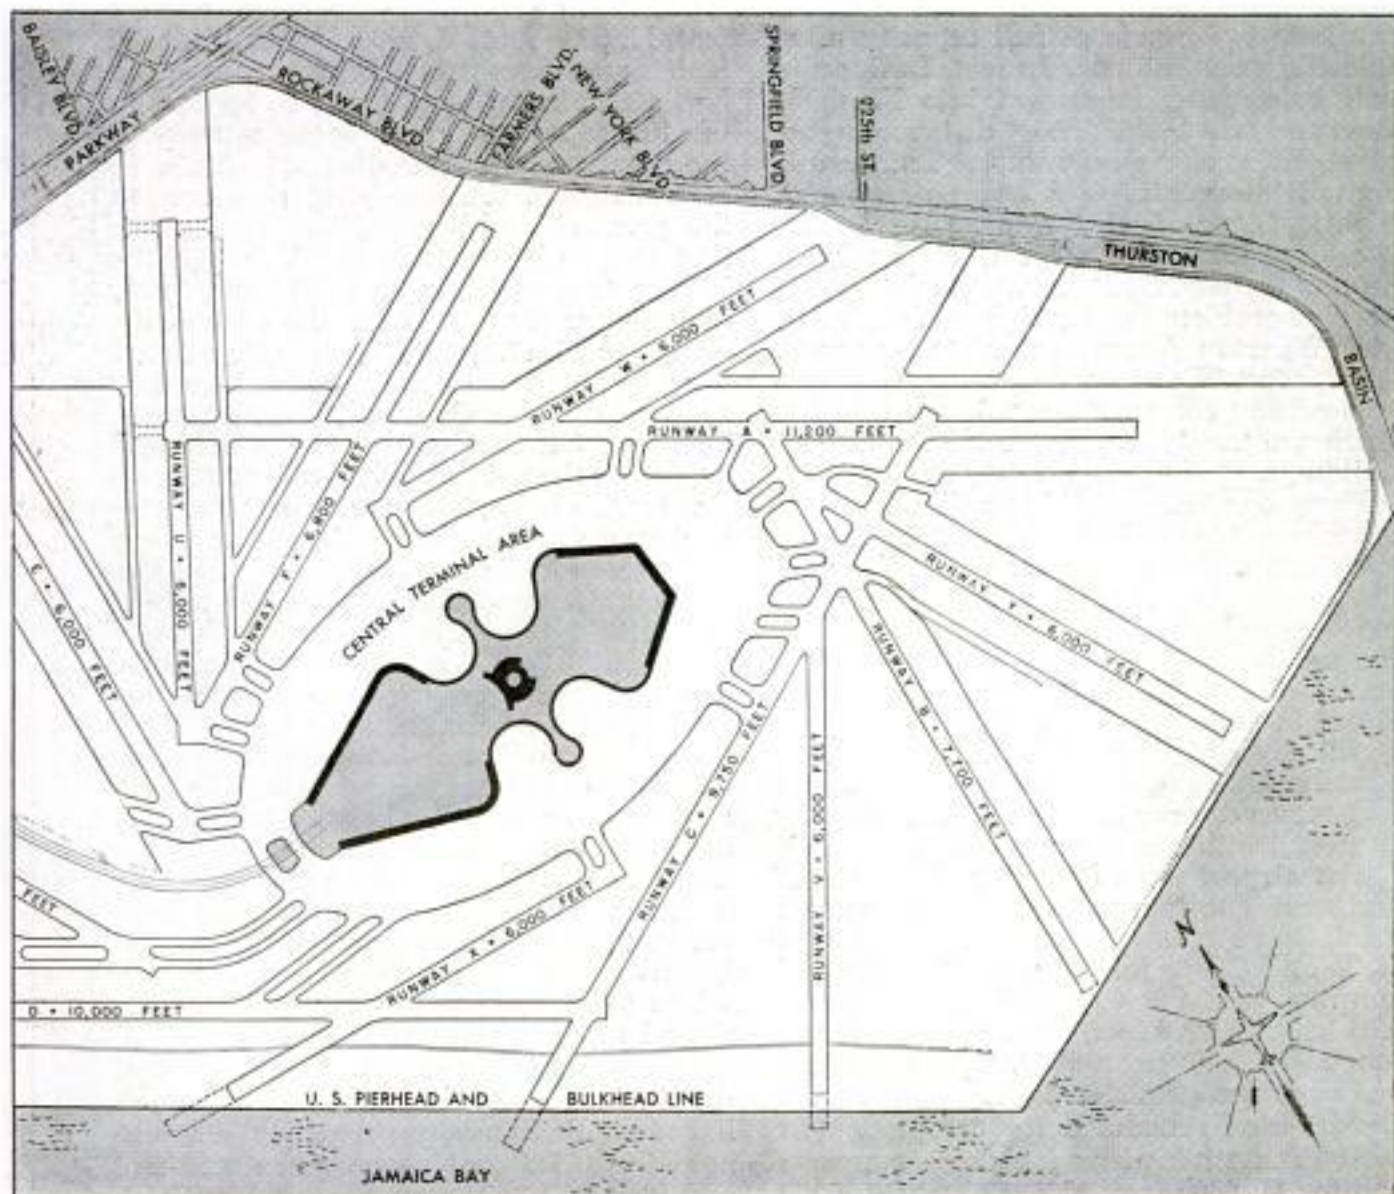 BAISLEY BLVD.
PARKWAY
ROCKAWAY BLVD.
FARMERS BLVD.
NEW YORK BLVD.
SPRINGFIELD BLVD.
225th ST.
THURSTON
BASIN
RUNWAY W • 6,000 FEET
RUNWAY A • 11,200 FEET
RUNWAY U • 6,000 FEET
RUNWAY F • 6,800 FEET
E • 6,000 FEET
CENTRAL TERMINAL AREA
RUNWAY Y • 6,000 FEET
RUNWAY B • 7,700 FEET
RUNWAY C • 9,750 FEET
RUNWAY V • 6,000 FEET
RUNWAY X • 6,000 FEET
FEET
D • 10,000 FEET
N
U. S. PIERHEAD AND BULKHEAD LINE
JAMAICA BAY